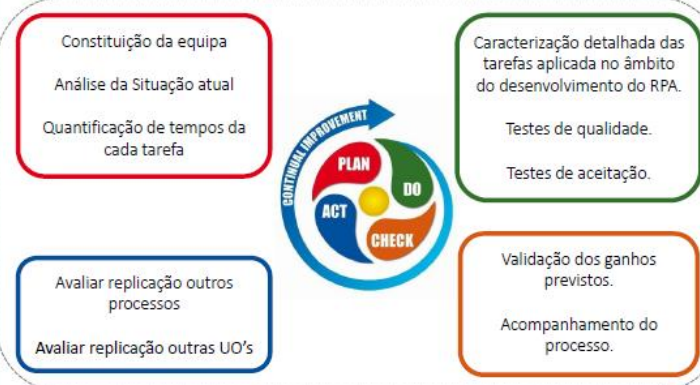 Constituição da equipa
Análise da Situação atual
Quantificação de tempos da
cada tarefa
Caracterização detalhada das
tarefas aplicada no âmbito
do desenvolvimento do RPA.
Testes de qualidade.
Testes de aceitação.
CONTINUAL IMPROVEMENT
PLAN
DO
ACT
CHECK
Avaliar replicação outros
processos
Avaliar replicação outras UO’s
Validação dos ganhos
previstos.
Acompanhamento do
processo.